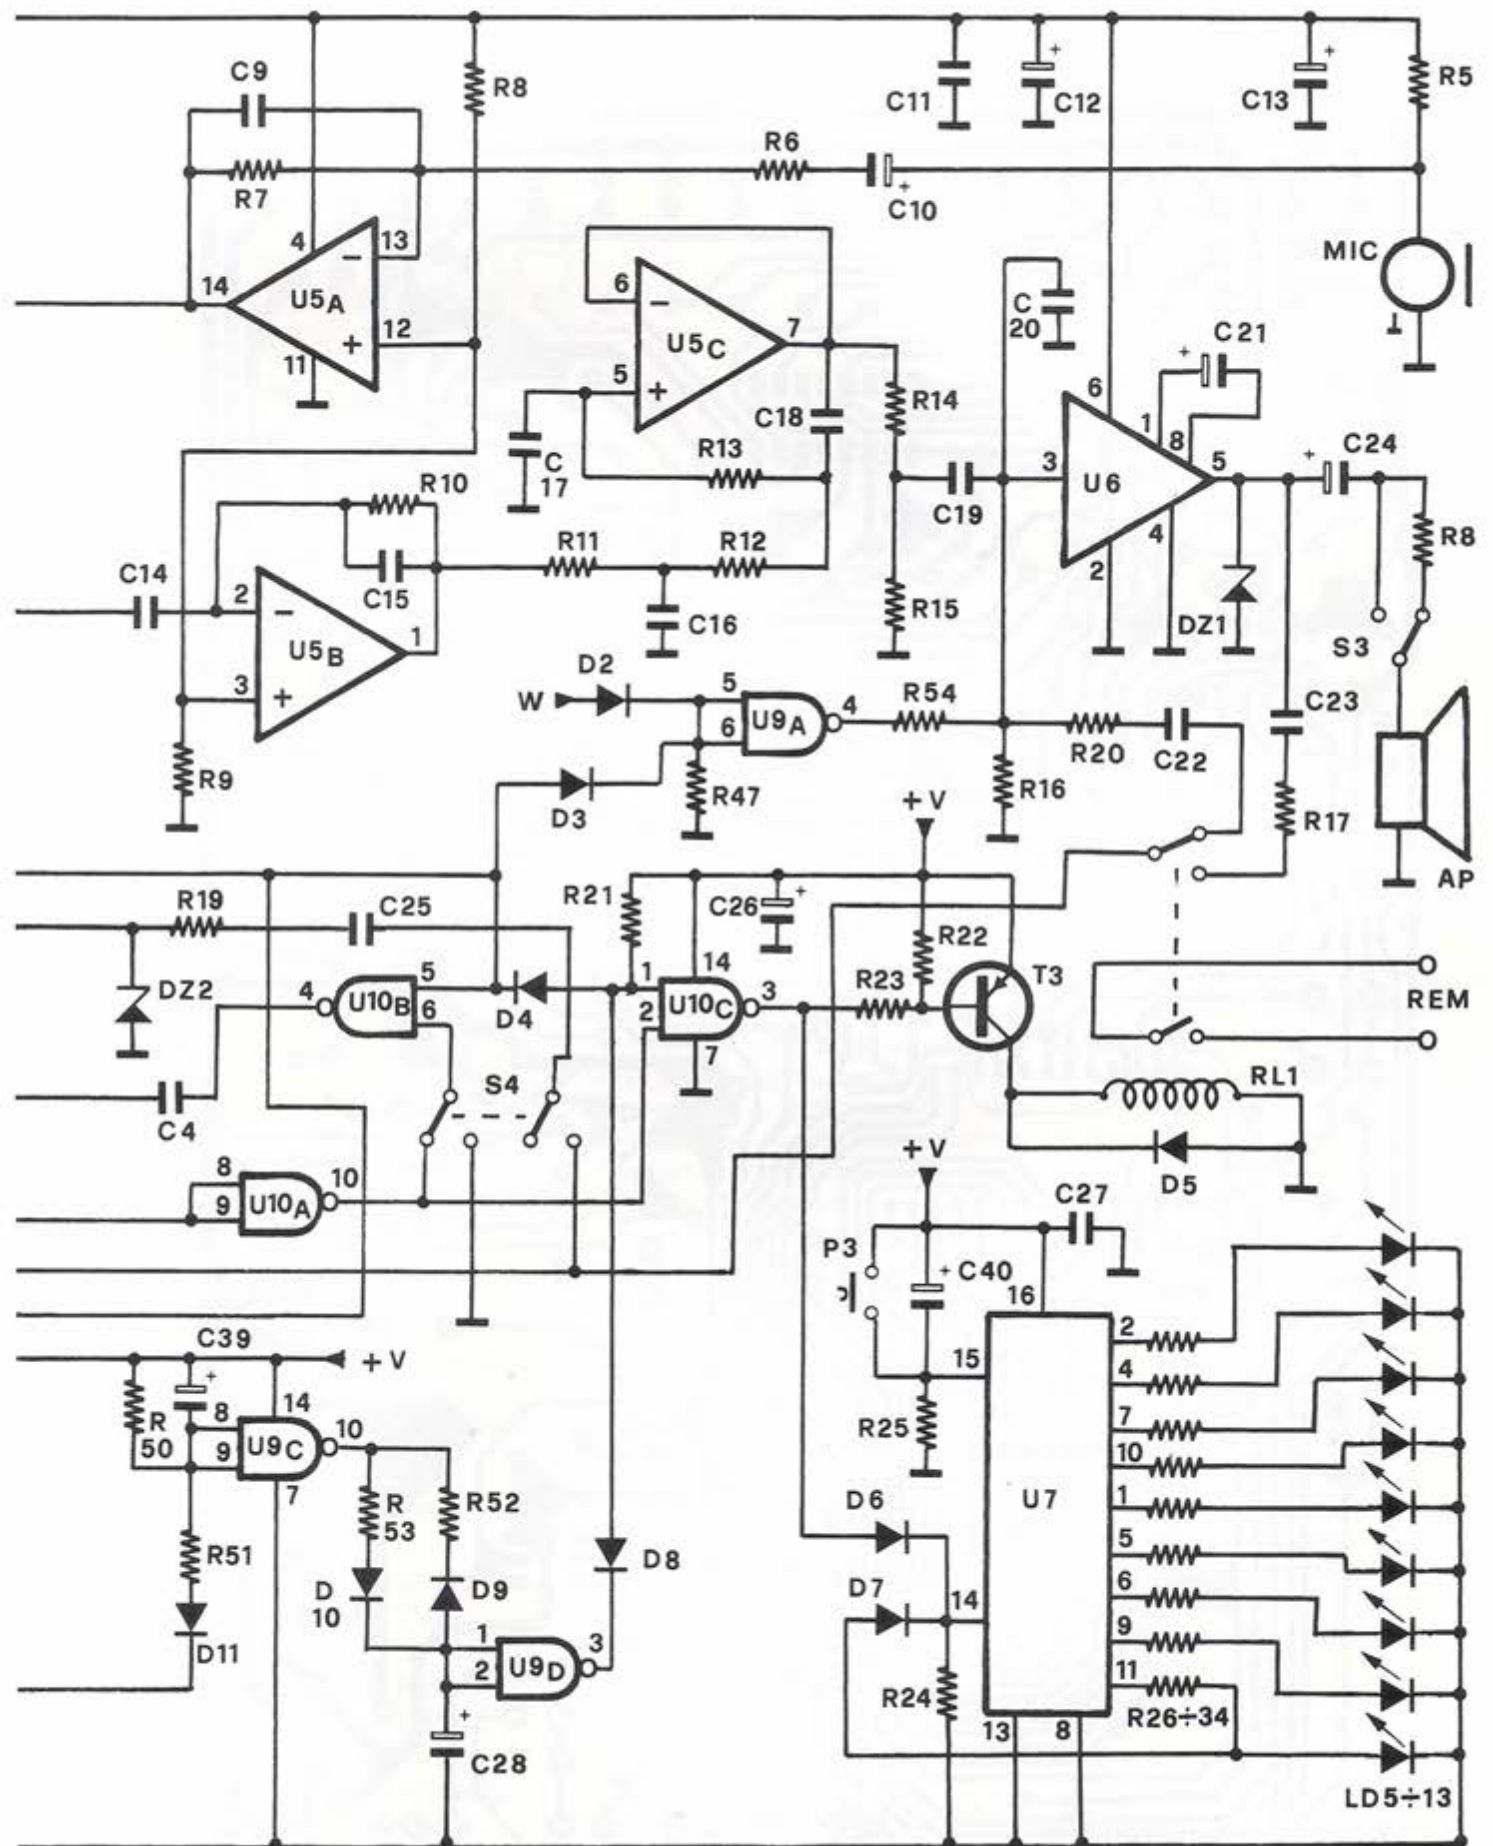 C9
R8
C11
C12
+
C13
+
R5
R6
R7
C10
+
MIC
4
13
14
U5A
12
11
−
+
6
−
U5C
7
5
+
C
20
C21
+
C18
R14
6
1
8
C24
+
R13
C
17
3
U6
5
C19
4
2
R8
R10
R11
R12
C14
C15
2
−
U5B
1
3
+
C16
R15
DZ1
S3
D2
W
5
6
U9A
4
R54
C23
R20
C22
R9
D3
R47
+V
R16
R17
AP
R19
C25
R21
C26
+
R22
DZ2
4
U10B
5
6
D4
1
2
14
U10C
3
7
R23
T3
REM
S4
RL1
C4
8
9
U10A
10
+V
D5
C27
P3
+
C40
16
2
C39
+V
+
15
4
R
50
8
9
14
U9C
10
7
R25
7
10
U7
1
R
53
R52
D6
5
R51
D8
D
10
D9
D7
14
6
D11
1
2
U9D
3
9
R24
11
+
C28
13
8
R26÷34
LD5÷13